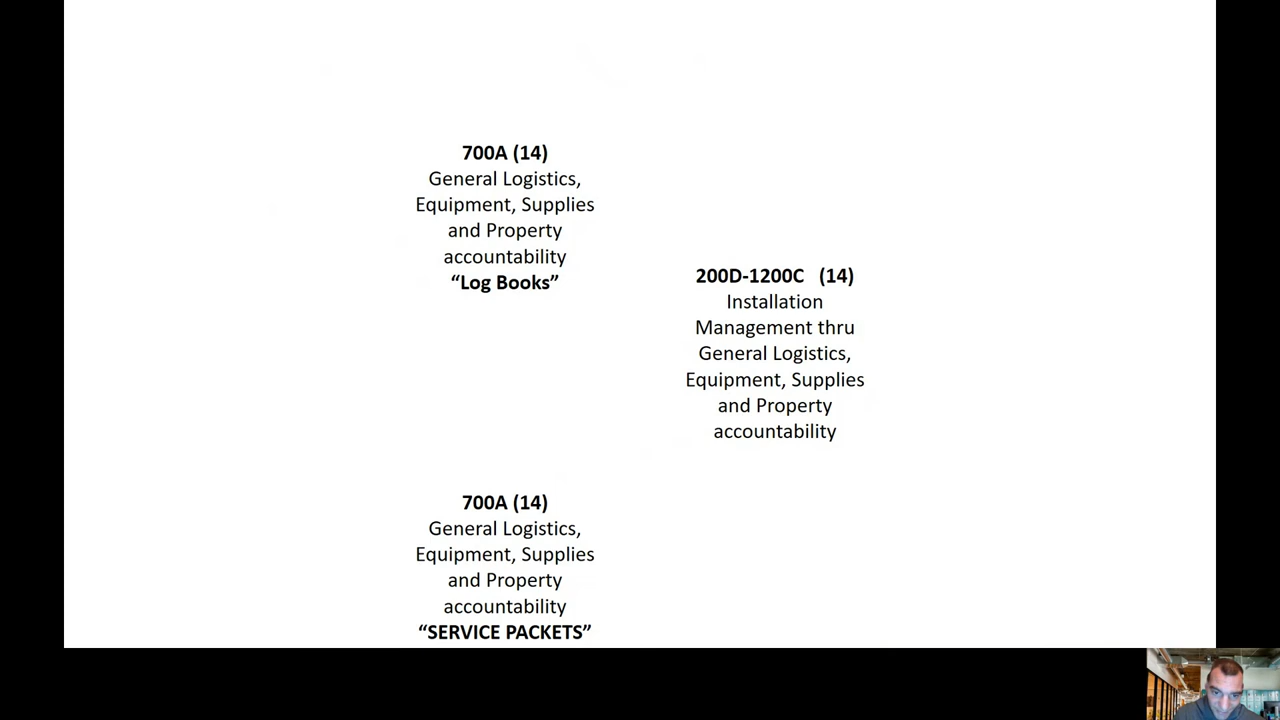 700A (14)
General Logistics,
Equipment, Supplies
and Property
accountability
“Log Books”
200D-1200C (14)
Installation
Management thru
General Logistics,
Equipment, Supplies
and Property
accountability
700A (14)
General Logistics,
Equipment, Supplies
and Property
accountability
“SERVICE PACKETS”